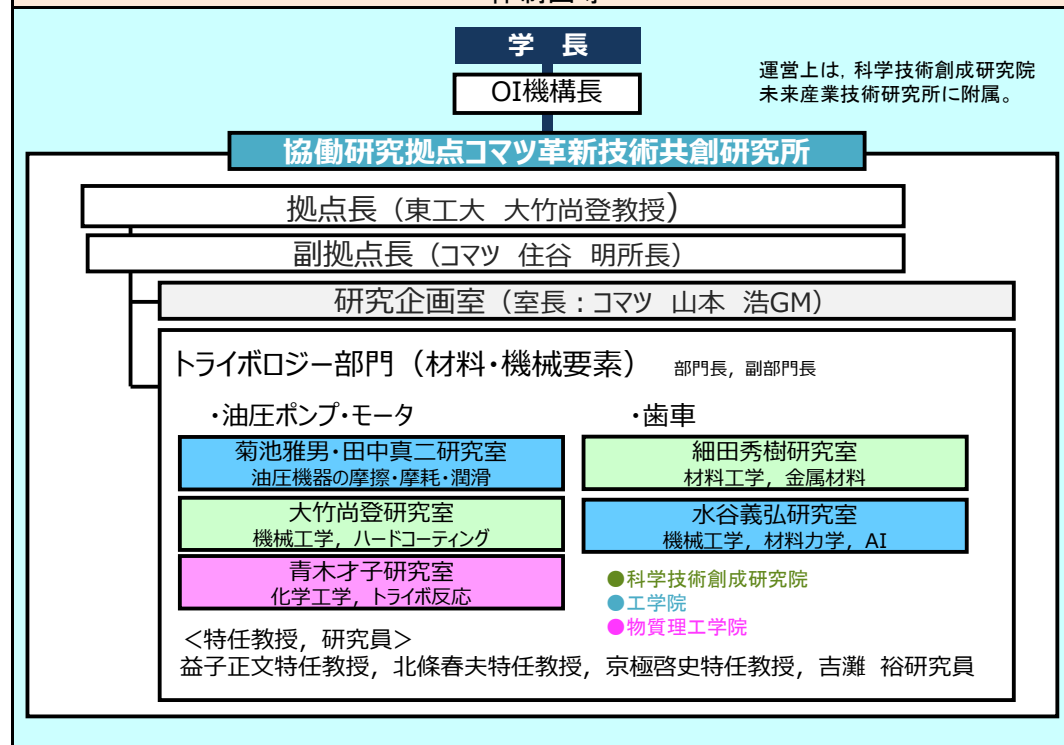 学 長
OI機構長
運営上は，科学技術創成研究院
未来産業技術研究所に附属。
協働研究拠点コマツ革新技術共創研究所
拠点長（東工大 大竹尚登教授）
副拠点長（コマツ 住谷 明所長）
研究企画室（室長：コマツ 山本 浩GM）
トライボロジー部門（材料・機械要素） 部門長，副部門長
・油圧ポンプ・モータ
菊池雅男・田中真二研究室
油圧機器の摩擦・摩耗・潤滑
大竹尚登研究室
機械工学，ハードコーティング
青木才子研究室
化学工学，トライボ反応
・歯車
細田秀樹研究室
材料工学，金属材料
水谷義弘研究室
機械工学，材料力学，AI
●科学技術創成研究院
●工学院
●物質理工学院
＜特任教授，研究員＞
益子正文特任教授，北條春夫特任教授，京極啓史特任教授，吉灘 裕研究員